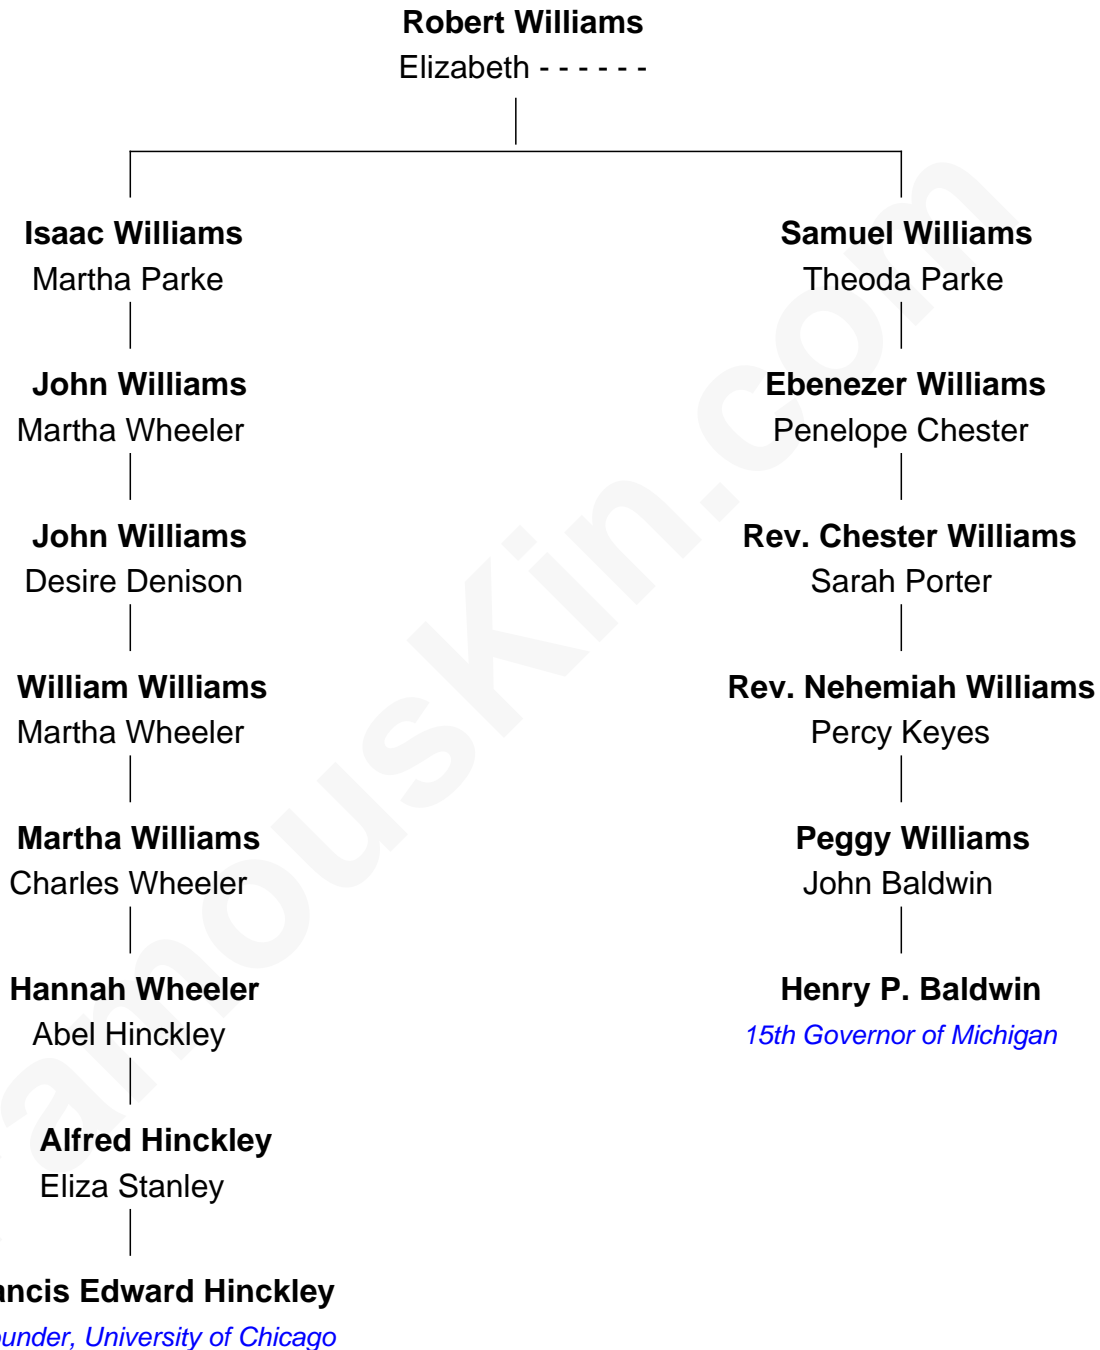 Robert Williams
Elizabeth - - - - - -
Isaac Williams
Martha Parke
Samuel Williams
Theoda Parke
John Williams
Martha Wheeler
Ebenezer Williams
Penelope Chester
John Williams
Desire Denison
Rev. Chester Williams
Sarah Porter
William Williams
Martha Wheeler
Rev. Nehemiah Williams
Percy Keyes
Martha Williams
Charles Wheeler
Peggy Williams
John Baldwin
Hannah Wheeler
Abel Hinckley
Henry P. Baldwin
15th Governor of Michigan
Alfred Hinckley
Eliza Stanley
ancis Edward Hinckley
ounder, University of Chicago
amousKin.com